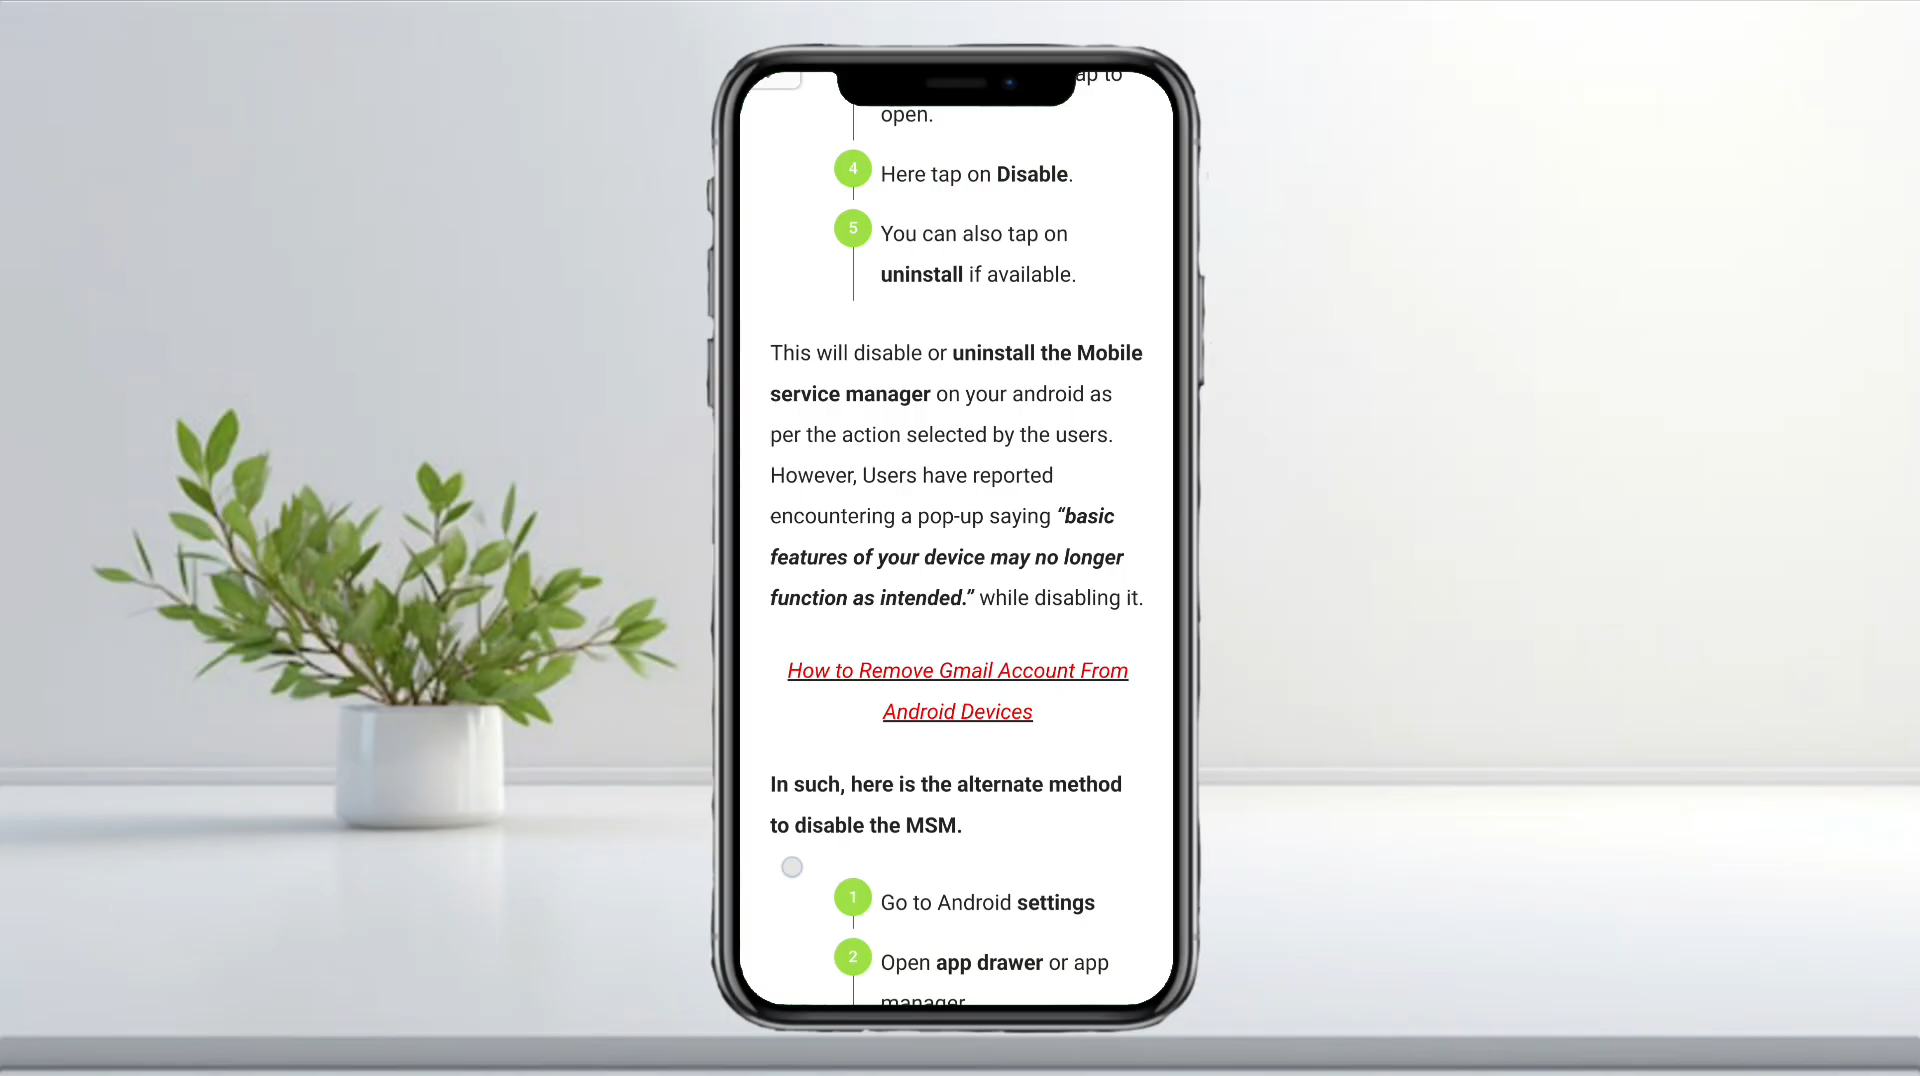 ap to
open.
4 Here tap on Disable.
5 You can also tap on
uninstall if available.
This will disable or uninstall the Mobile
service manager on your android as
per the action selected by the users.
However, Users have reported
encountering a pop-up saying “basic
features of your device may no longer
function as intended.” while disabling it.
How to Remove Gmail Account From
Android Devices
In such, here is the alternate method
to disable the MSM.
1 Go to Android settings
2 Open app drawer or app
manager